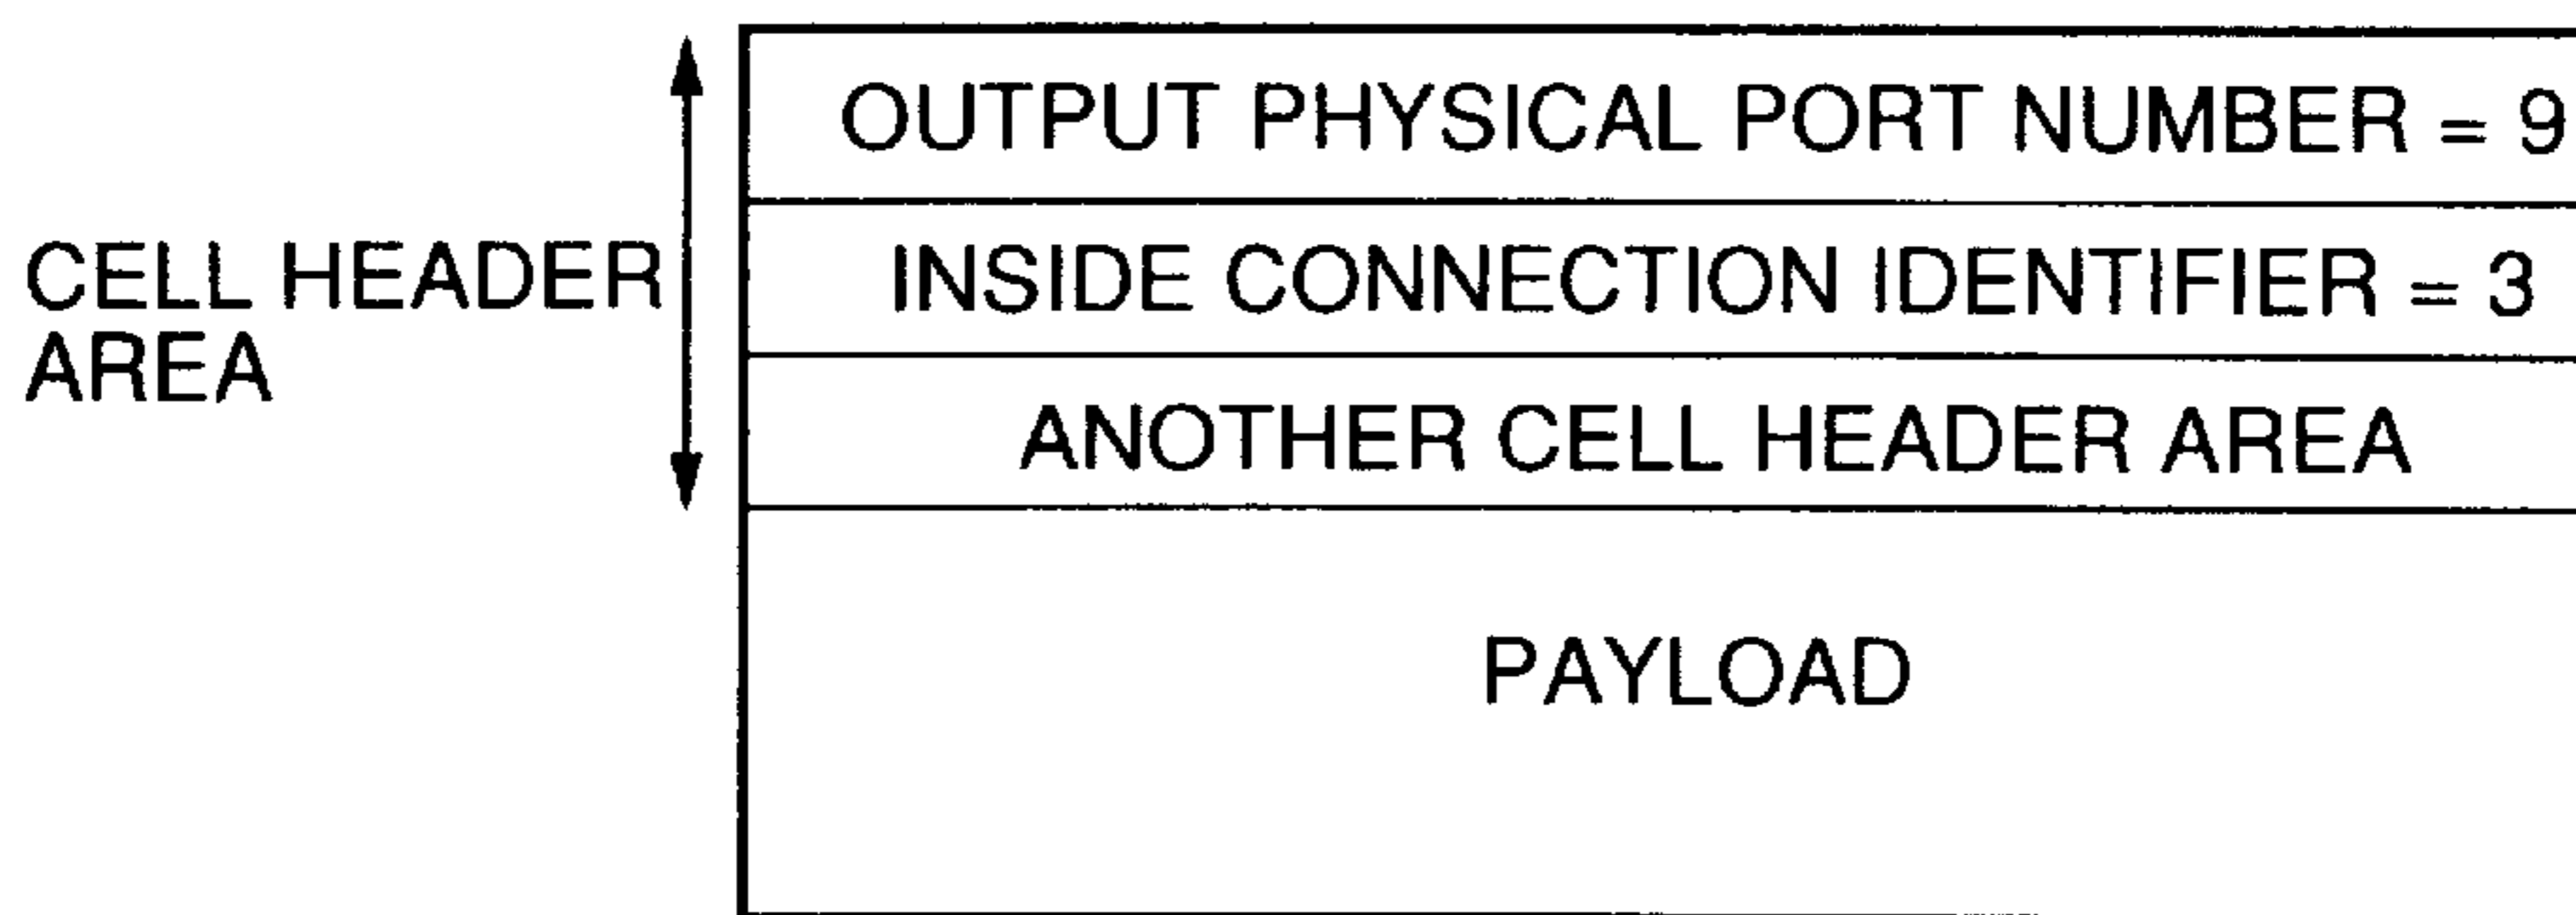 OUTPUT PHYSICAL PORT NUMBER = 9
CELL HEADER
AREA
INSIDE CONNECTION IDENTIFIER = 3
ANOTHER CELL HEADER AREA
PAYLOAD